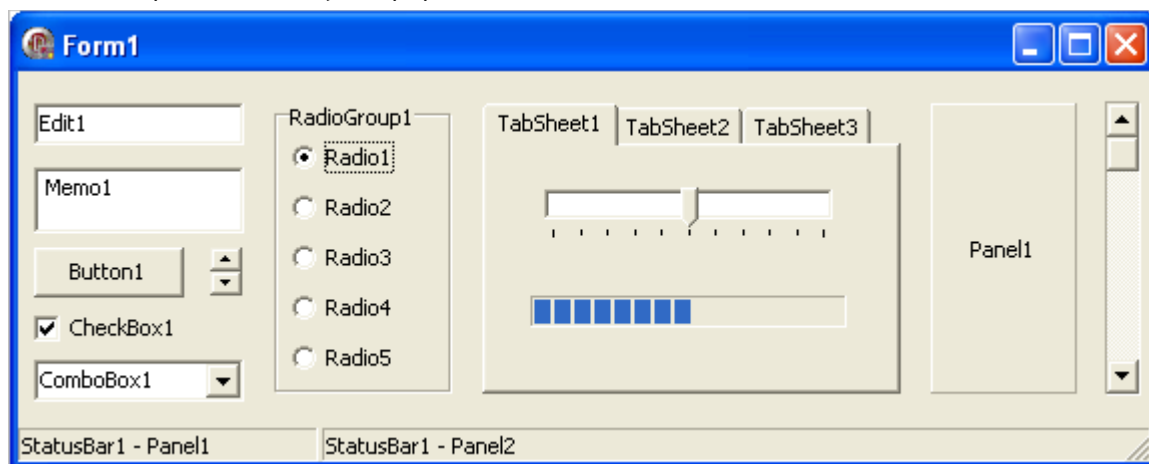 Form1
Edit1
Memo1
Button1
CheckBox1
ComboBox1
RadioGroup1
Radio1
Radio2
Radio3
Radio4
Radio5
TabSheet1 TabSheet2 TabSheet3
Panel1
StatusBar1 - Panel1 StatusBar1 - Panel2